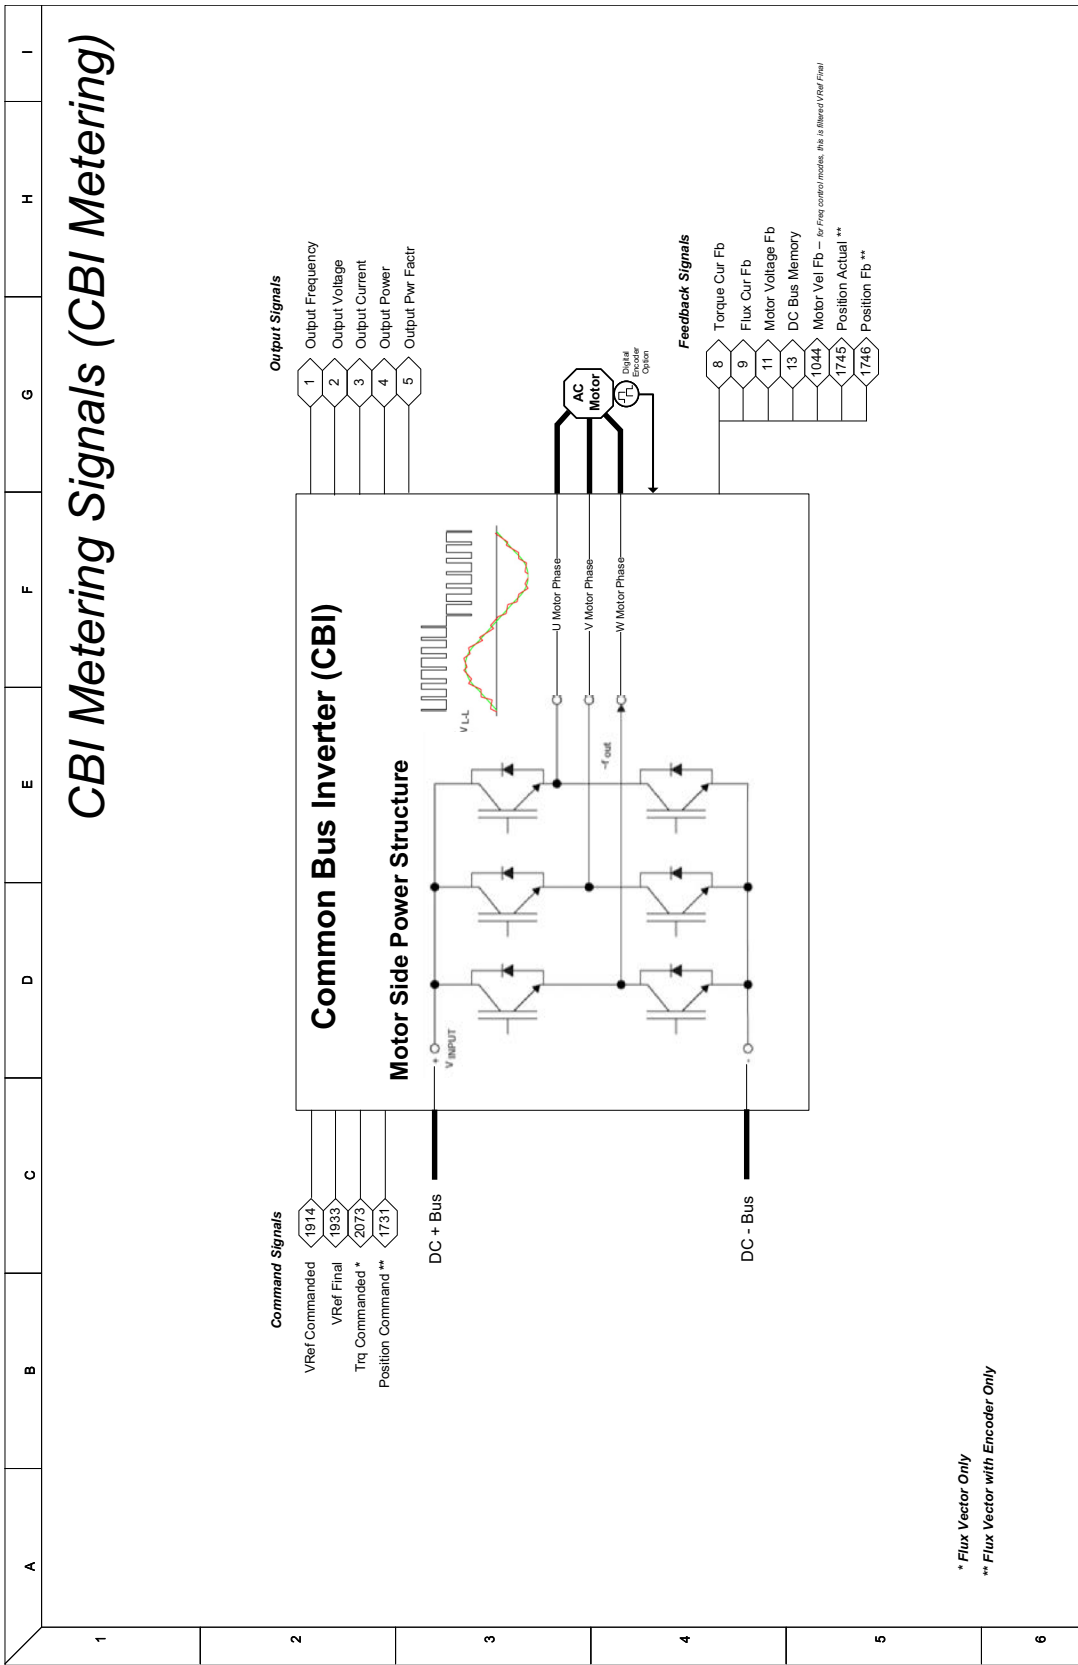 A
B
C
D
E
F
G
H
I
1
2
3
4
5
6
CBI Metering Signals (CBI Metering)
Command Signals
VRef Commanded 1914
VRef Final 1933
Trq Commanded * 2073
Position Command ** 1731
DC + Bus
DC - Bus
Common Bus Inverter (CBI)
Motor Side Power Structure
+
V INPUT
-
V L-L
~f out
U Motor Phase
V Motor Phase
W Motor Phase
Output Signals
1 Output Frequency
2 Output Voltage
3 Output Current
4 Output Power
5 Output Pwr Factr
AC
Motor
Digital
Encoder
Option
Feedback Signals
8 Torque Cur Fb
9 Flux Cur Fb
11 Motor Voltage Fb
13 DC Bus Memory
1044 Motor Vel Fb – for Freq control modes, this is filtered VRef Final
1745 Position Actual **
1746 Position Fb **
* Flux Vector Only
** Flux Vector with Encoder Only